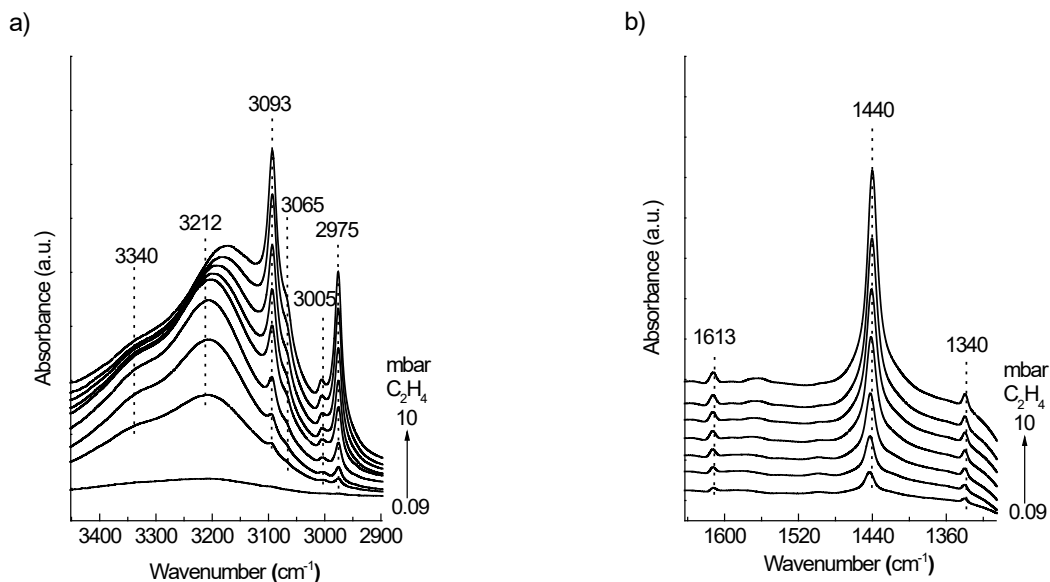 a)
3093
3065
3212
2975
3340
3005
mbar
C₂H₄
10
0.09
Absorbance (a.u.)
3400 3300 3200 3100 3000 2900
Wavenumber (cm⁻¹)
b)
1440
1613
1340
mbar
C₂H₄
10
0.09
Absorbance (a.u.)
1600 1520 1440 1360
Wavenumber (cm⁻¹)